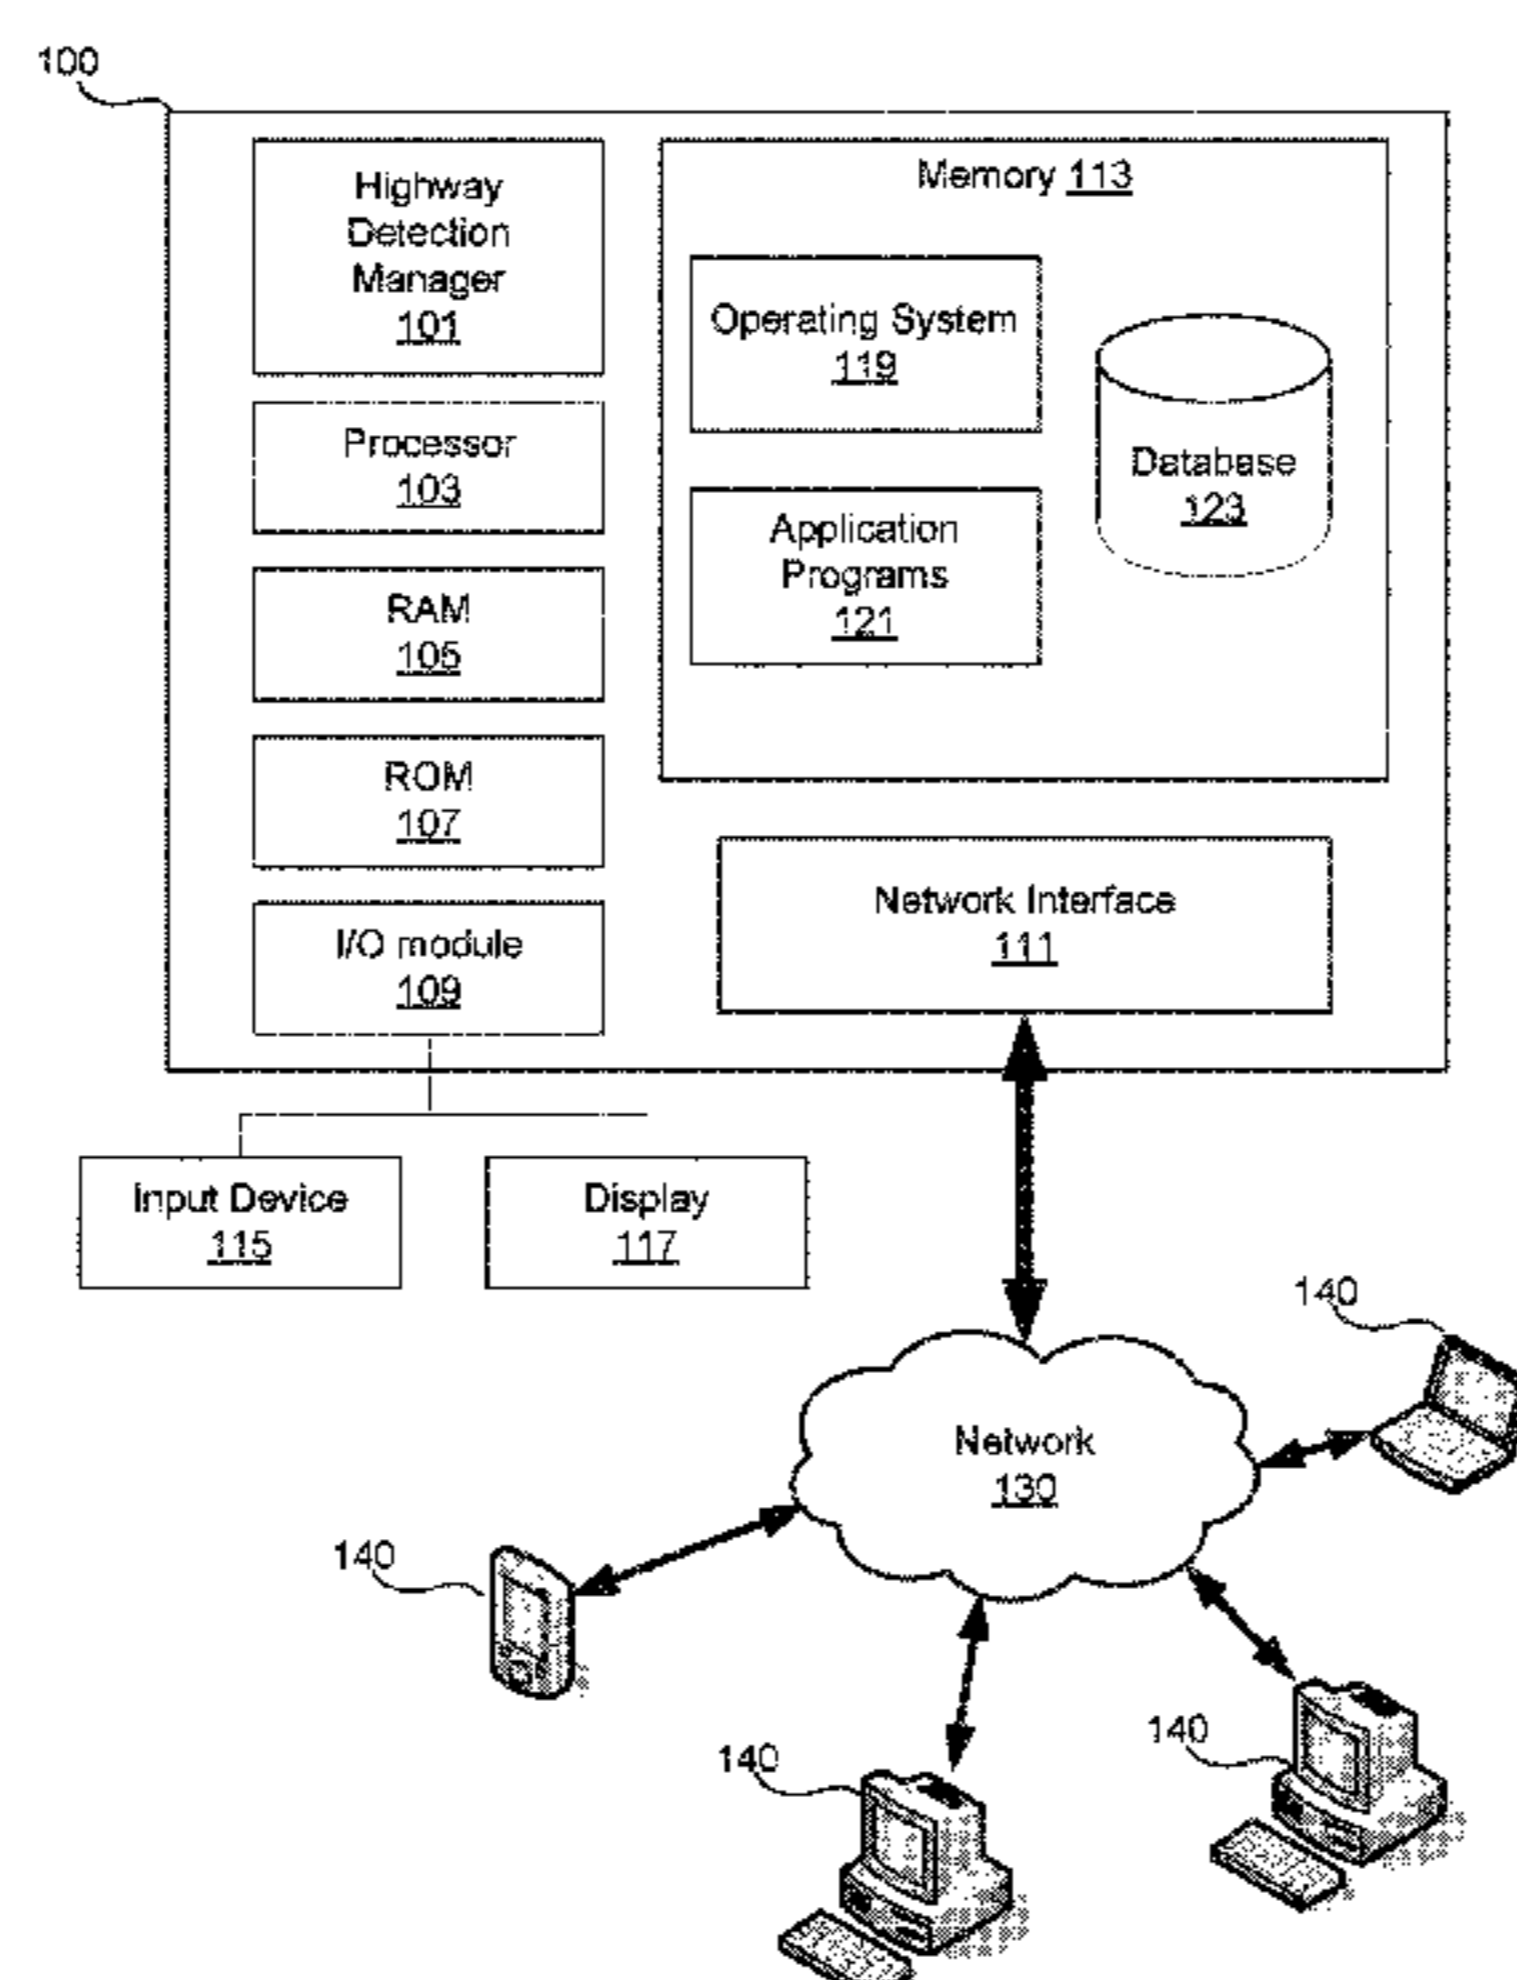 100
Highway
Detection
Manager
101
Processor
103
RAM
105
ROM
107
I/O module
109
Memory 113
Operating System
119
Application
Programs
121
Database
123
Network Interface
111
Input Device
115
Display
117
Network
130
140
140
140
140